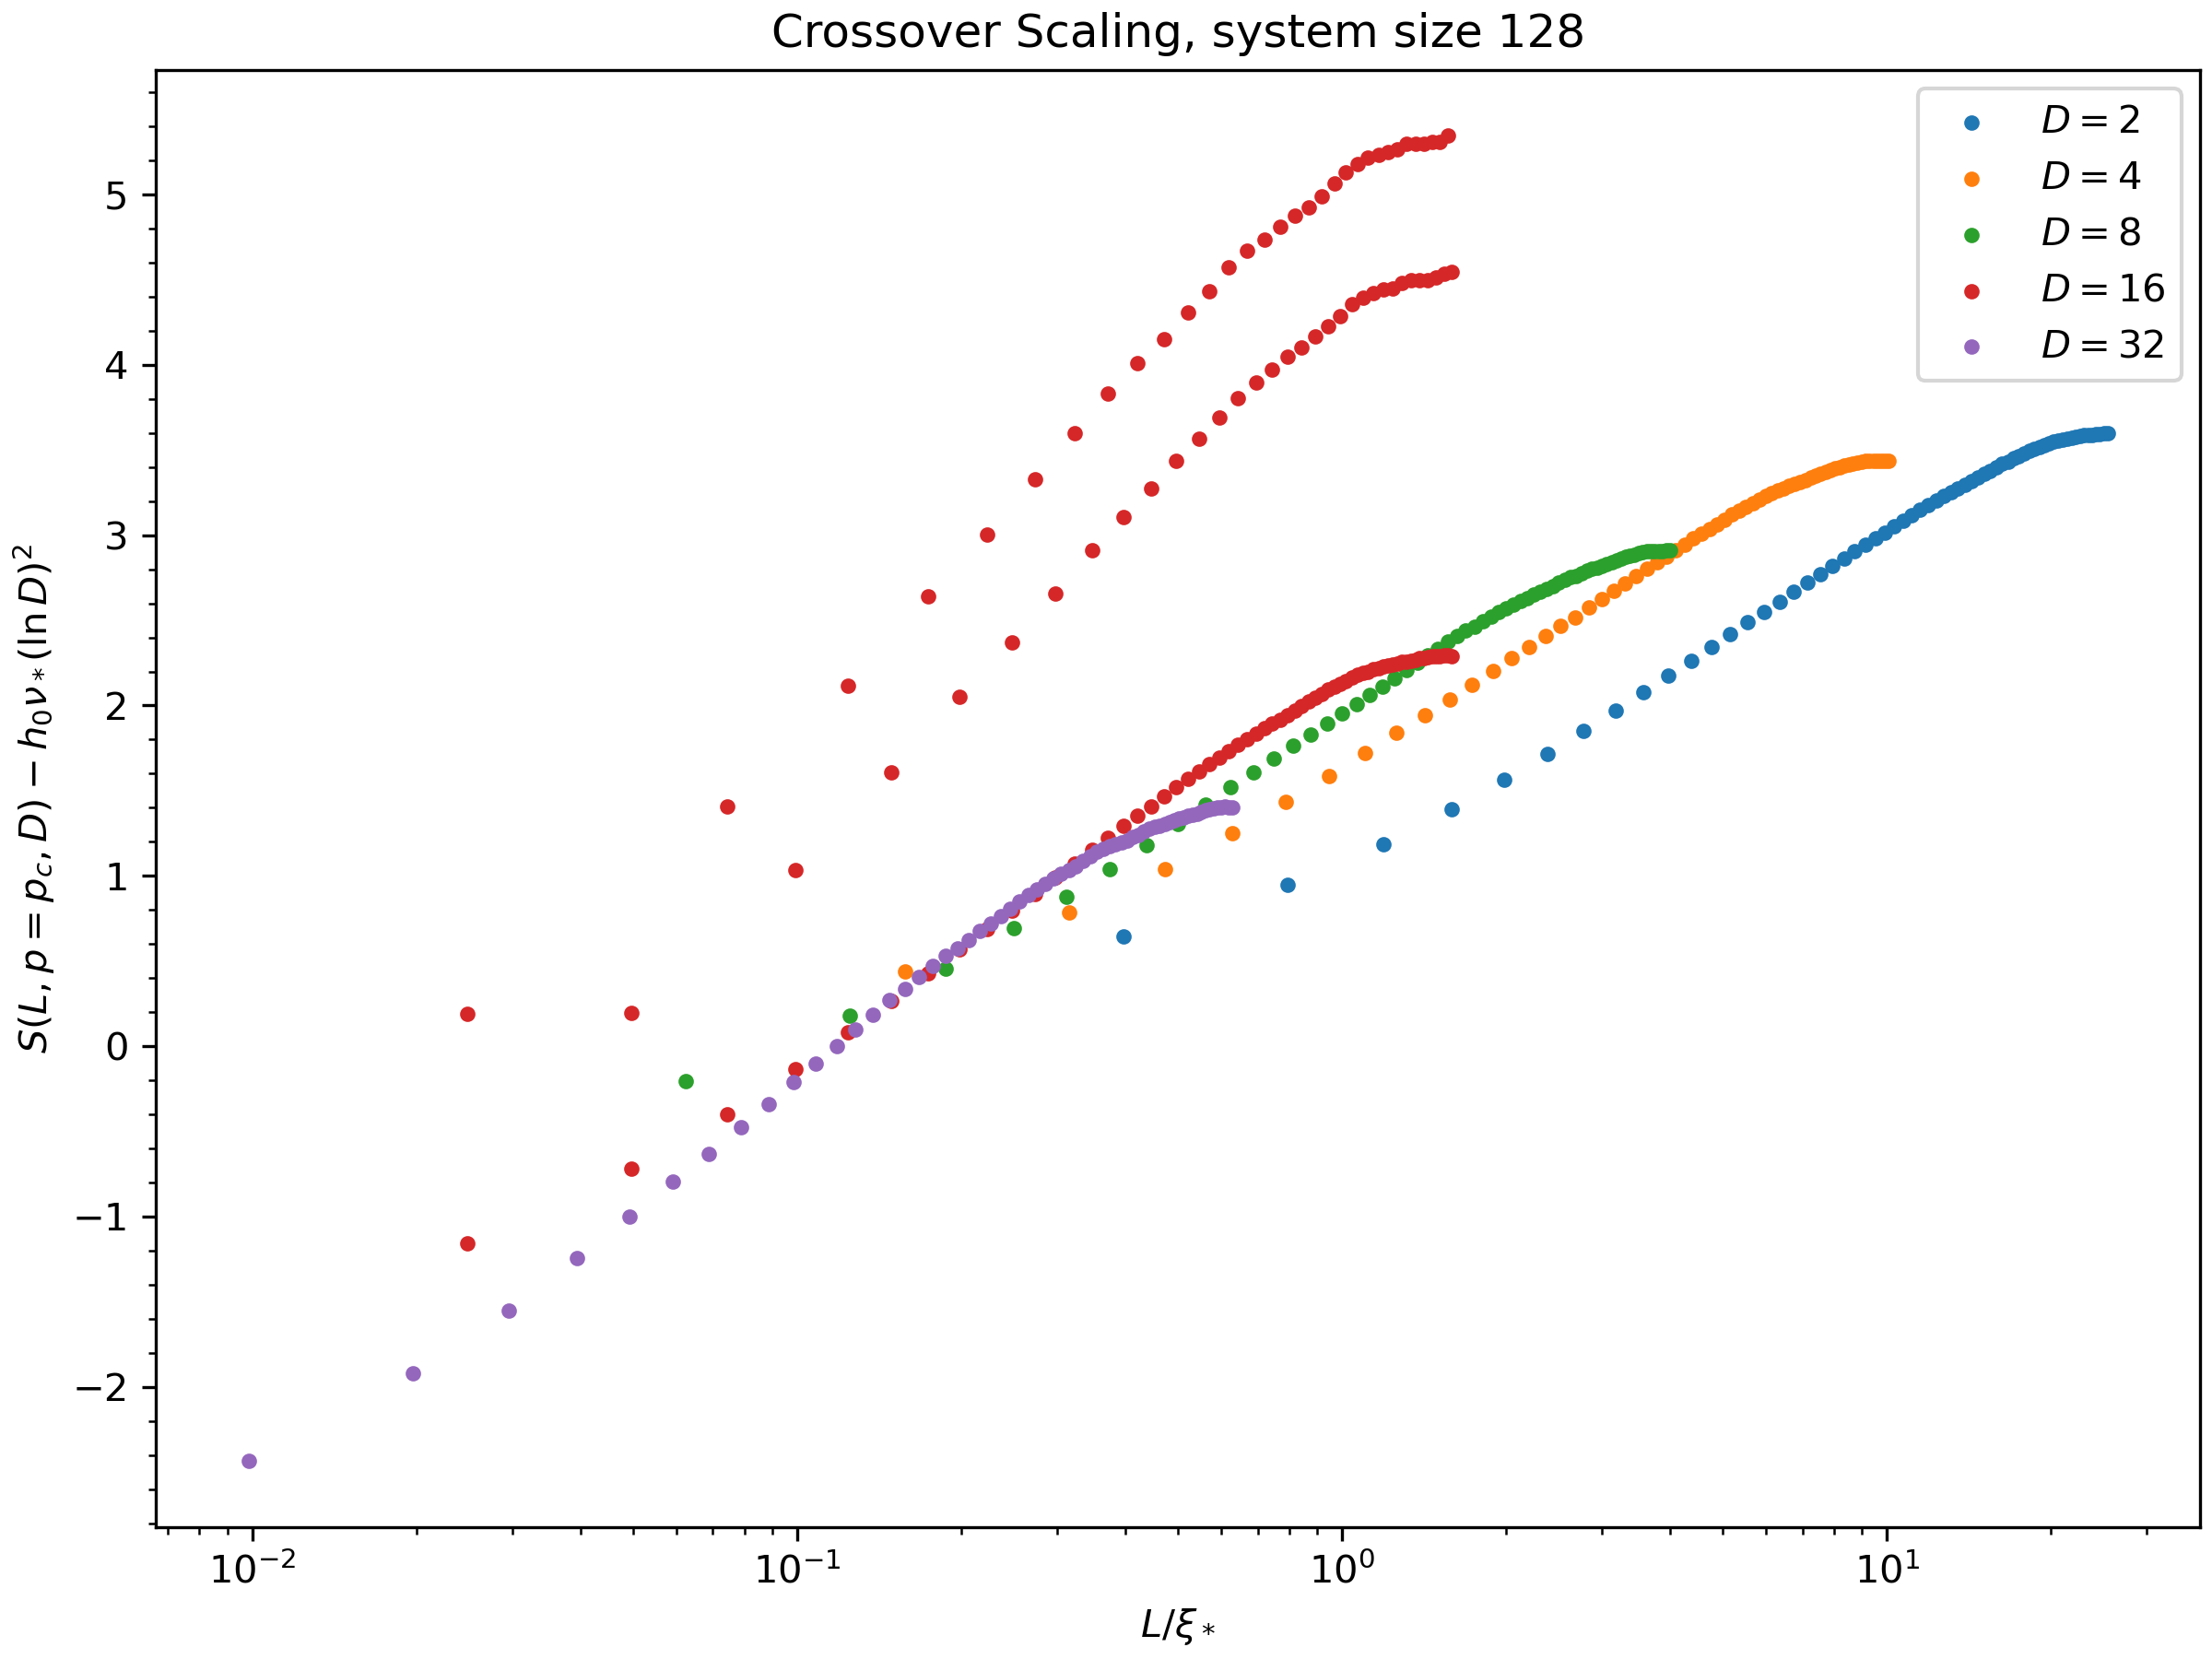 Crossover Scaling, system size 128
S(L, p = p_c, D) − h_0ν_*(ln D)^2
5
4
3
2
1
0
−1
−2
D = 2
D = 4
D = 8
D = 16
D = 32
10^−2
10^−1
10^0
10^1
L/ξ_*